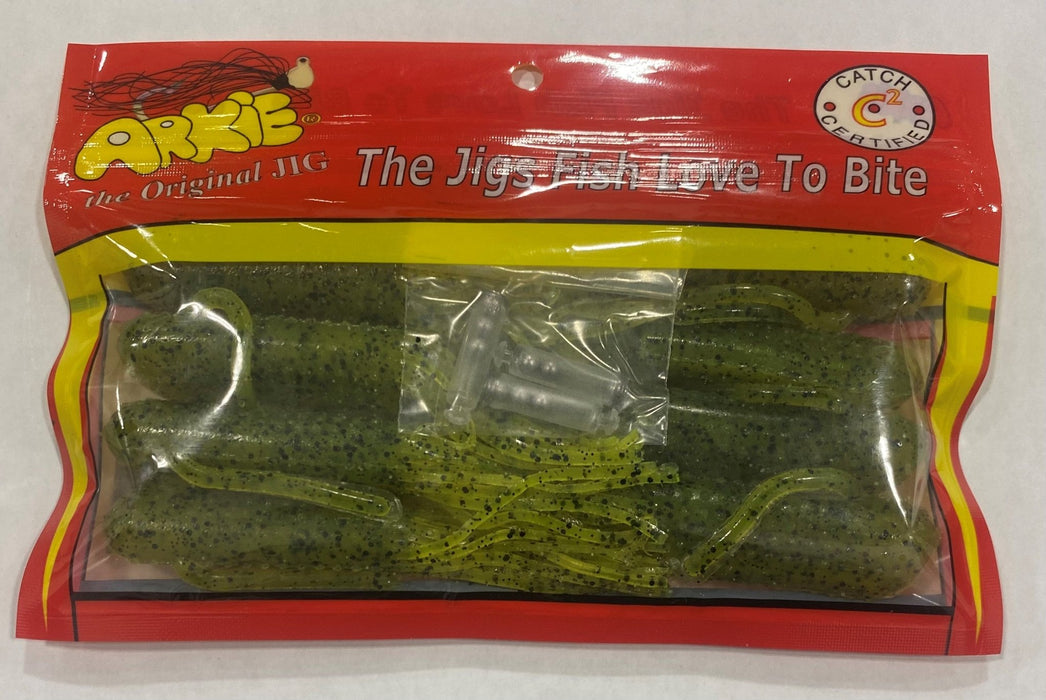 ARKIE®
the Original JIG
The Jigs Fish Love To Bite
CATCH
C²
CERTIFIED